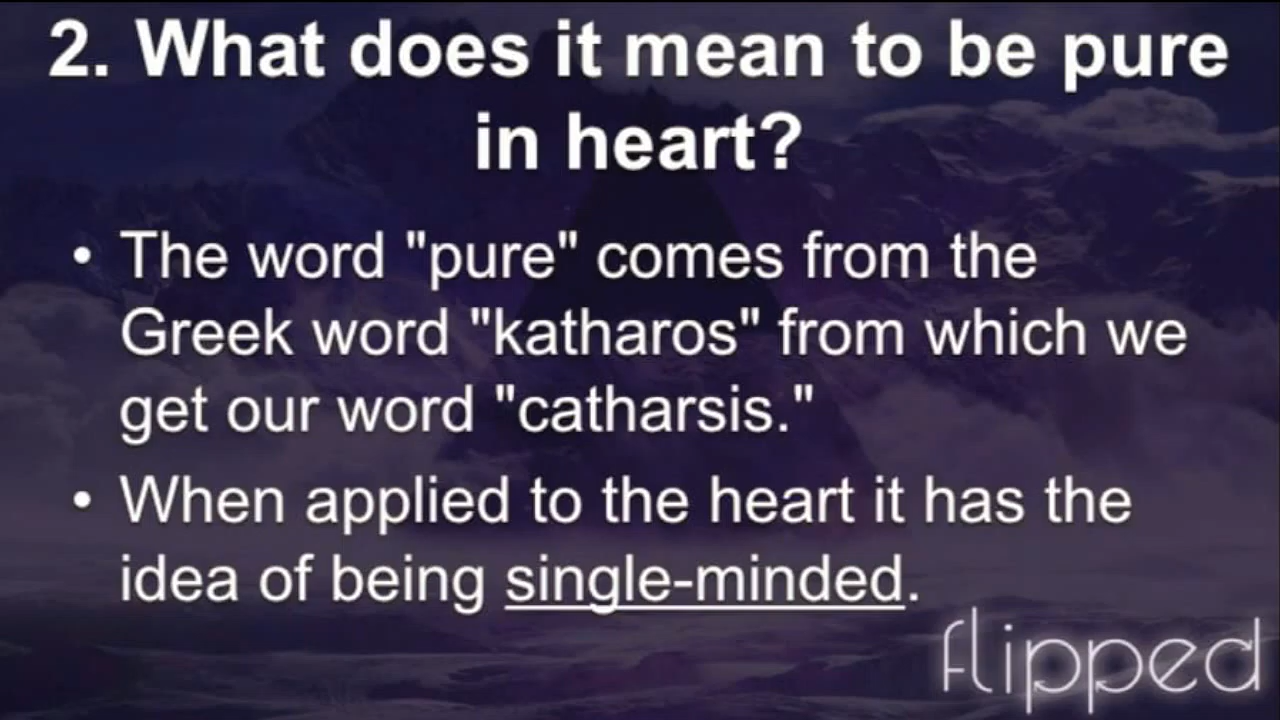 2. What does it mean to be pure
in heart?
• The word "pure" comes from the
Greek word "katharos" from which we
get our word "catharsis."
• When applied to the heart it has the
idea of being single-minded.
flipped